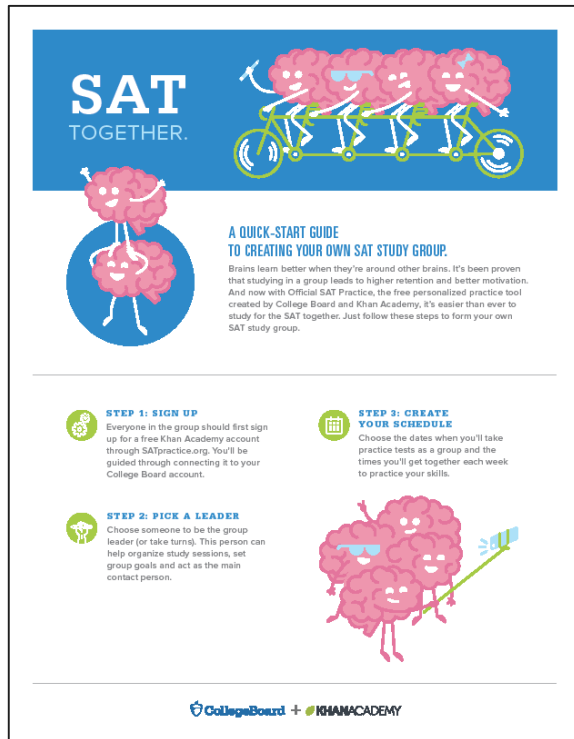 SAT
TOGETHER.
A QUICK-START GUIDE
TO CREATING YOUR OWN SAT STUDY GROUP.
Brains learn better when they're around other brains. It's been proven
that studying in a group leads to higher retention and better motivation.
And now with Official SAT Practice, the free personalized practice tool
created by College Board and Khan Academy, it's easier than ever to
study for the SAT together. Just follow these steps to form your own
SAT study group.
STEP 1: SIGN UP
Everyone in the group should first sign
up for a free Khan Academy account
through SATpractice.org. You'll be
guided through connecting it to your
College Board account.
STEP 2: PICK A LEADER
Choose someone to be the group
leader (or take turns). This person can
help organize study sessions, set
group goals and act as the main
contact person.
STEP 3: CREATE
YOUR SCHEDULE
Choose the dates when you'll take
practice tests as a group and the
times you'll get together each week
to practice your skills.
CollegeBoard + KHANACADEMY